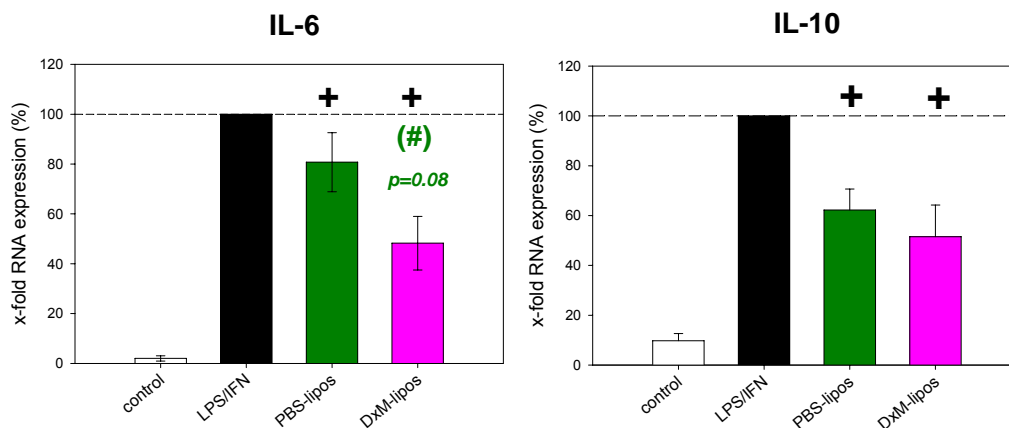 IL-6
x-fold RNA expression (%)
120
100
80
60
40
20
0
+ +
(#)
p=0.08
control
LPS/IFN
PBS-lipos
DxM-lipos
IL-10
x-fold RNA expression (%)
120
100
80
60
40
20
0
+ +
control
LPS/IFN
PBS-lipos
DxM-lipos